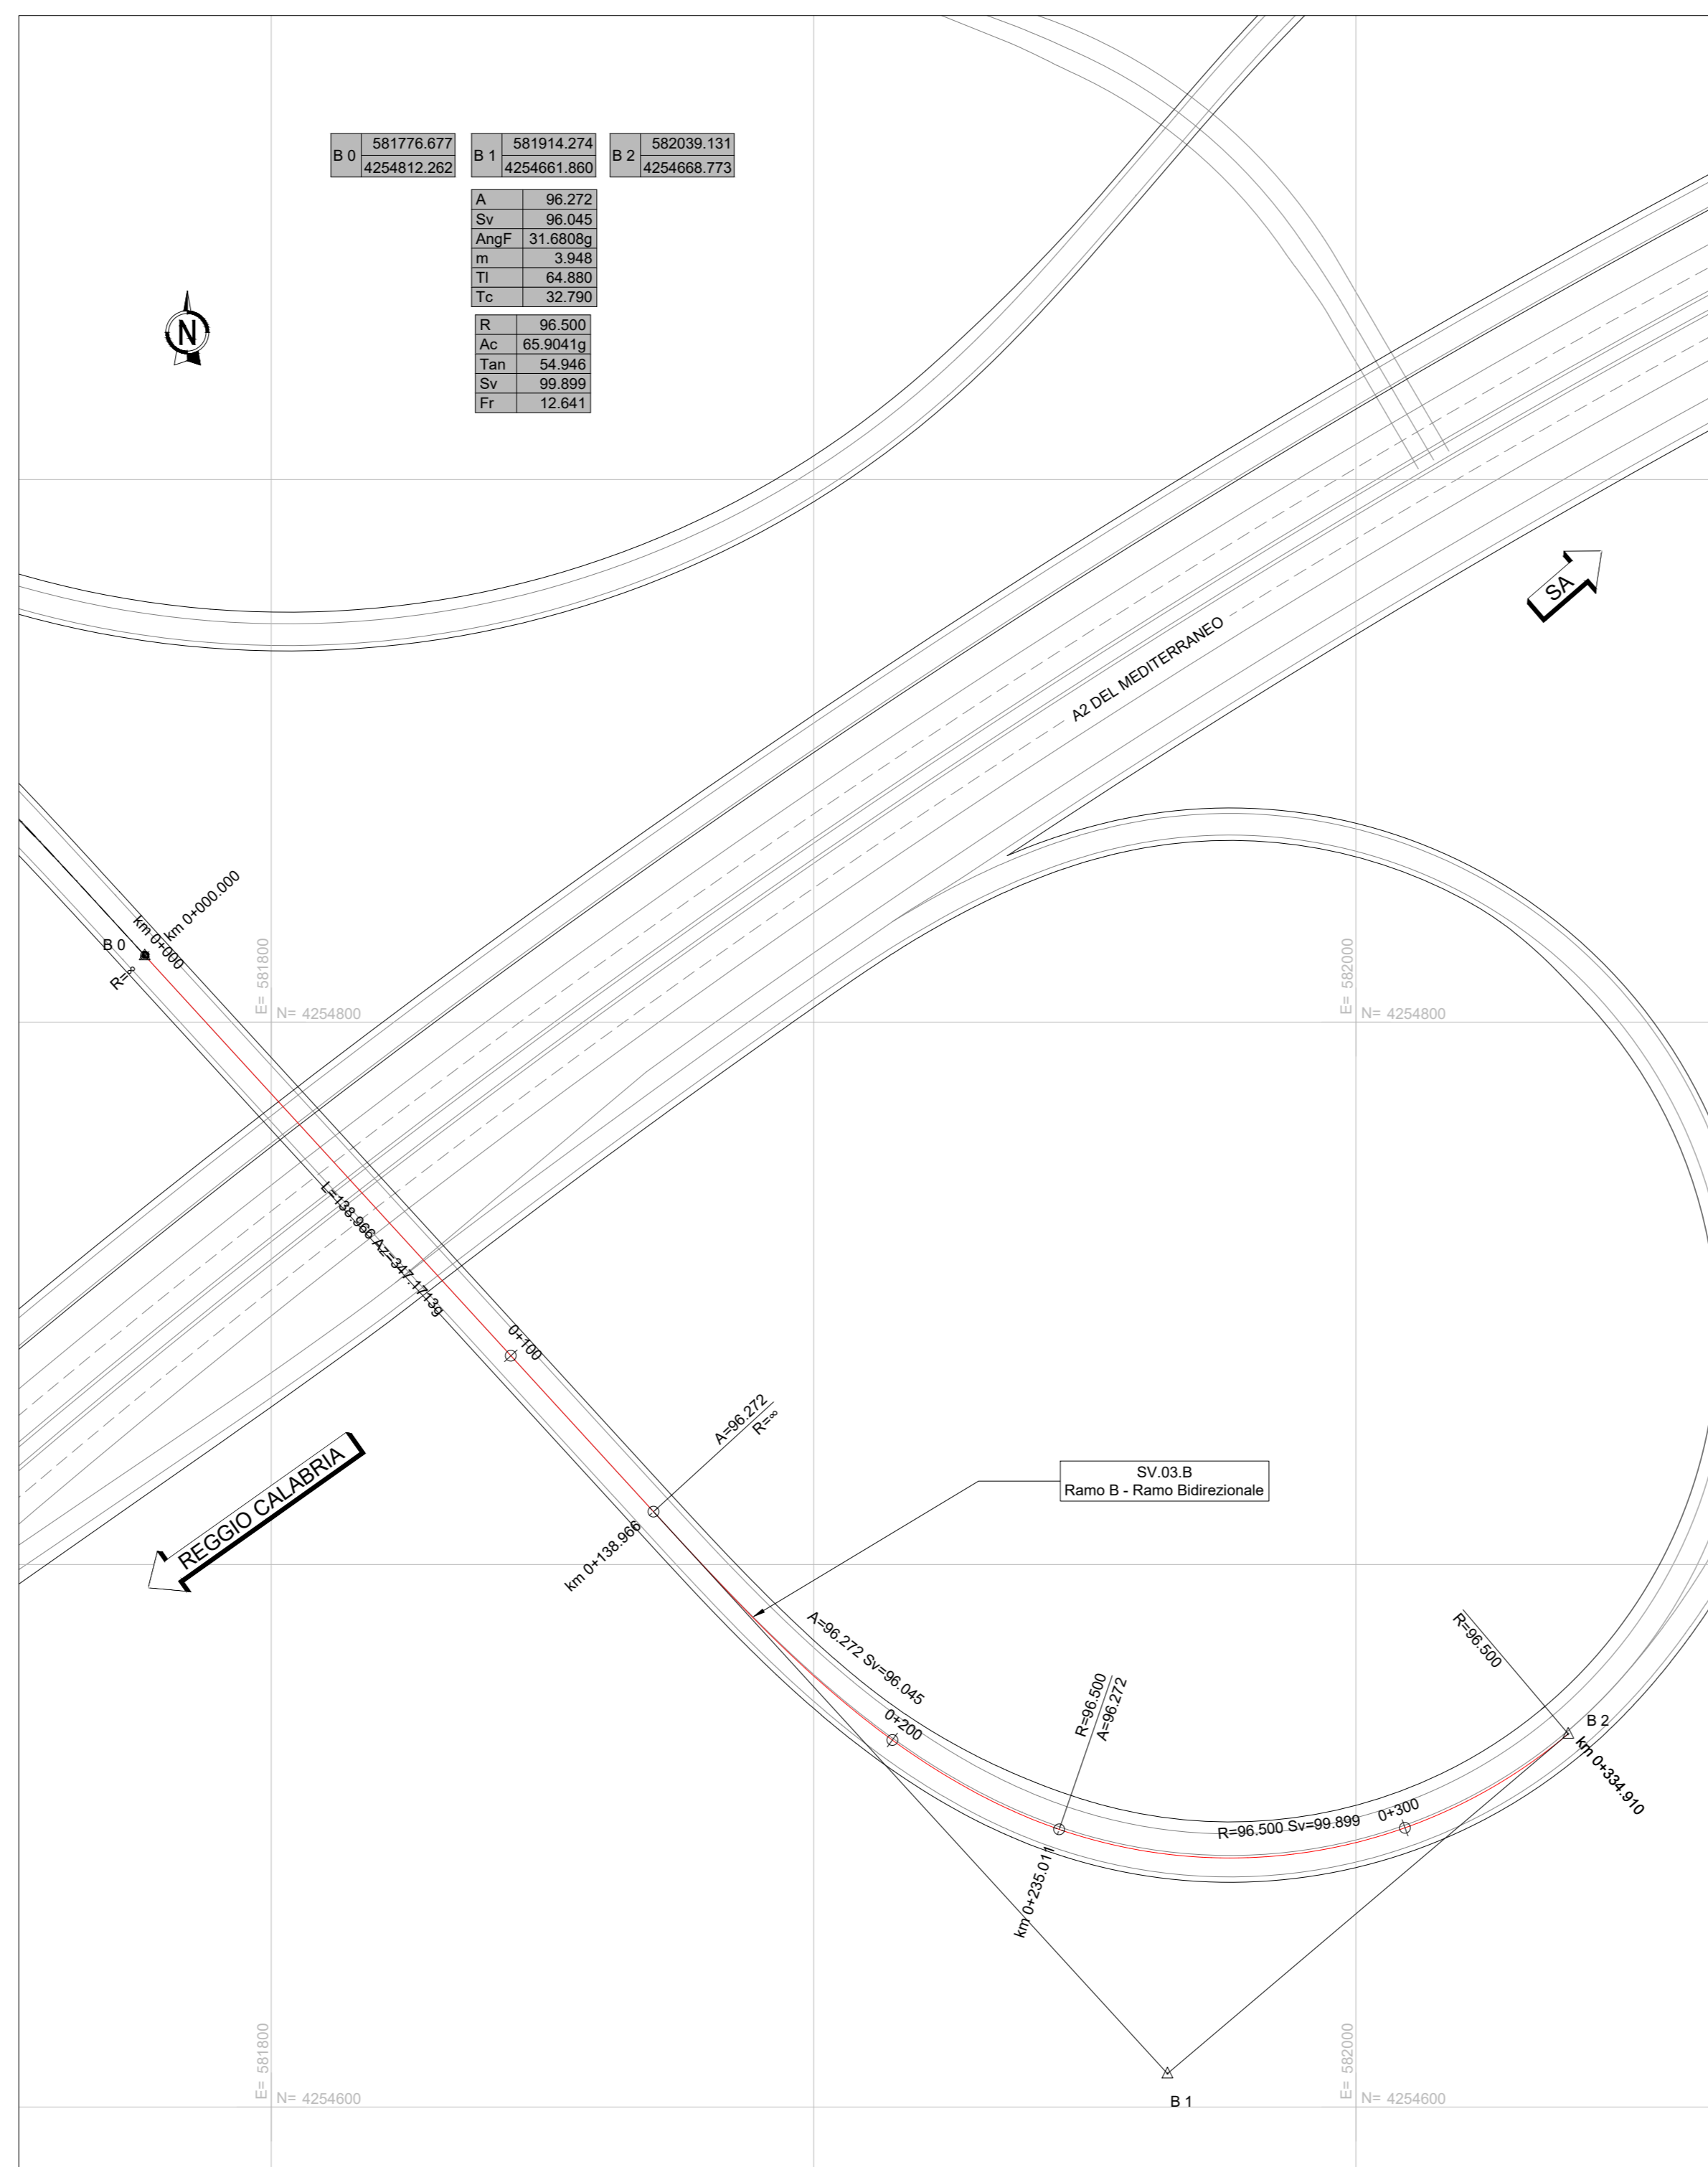 B 0 581776.677
4254812.262
B 1 581914.274
4254661.860
B 2 582039.131
4254668.773
A 96.272
Sv 96.045
AngF 31.6808g
m 3.948
Tl 64.880
Tc 32.790
R 96.500
Ac 65.9041g
Tan 54.946
Sv 99.899
Fr 12.641
N
SA
A2 DEL MEDITERRANEO
km 0+000.000
km 0+000
B 0
R=∞
E= 581800
N= 4254800
E= 582000
N= 4254800
L=138.966 Az=347.1713g
0+100
A=96.272
R=∞
REGGIO CALABRIA
km 0+138.966
SV.03.B
Ramo B - Ramo Bidirezionale
A=96.272 Sv=96.045
0+200
R=96.500
A=96.272
R=96.500
B 2
km 0+334.910
0+300
R=96.500 Sv=99.899
km 0+235.011
E= 581800
N= 4254600
B 1
E= 582000
N= 4254600